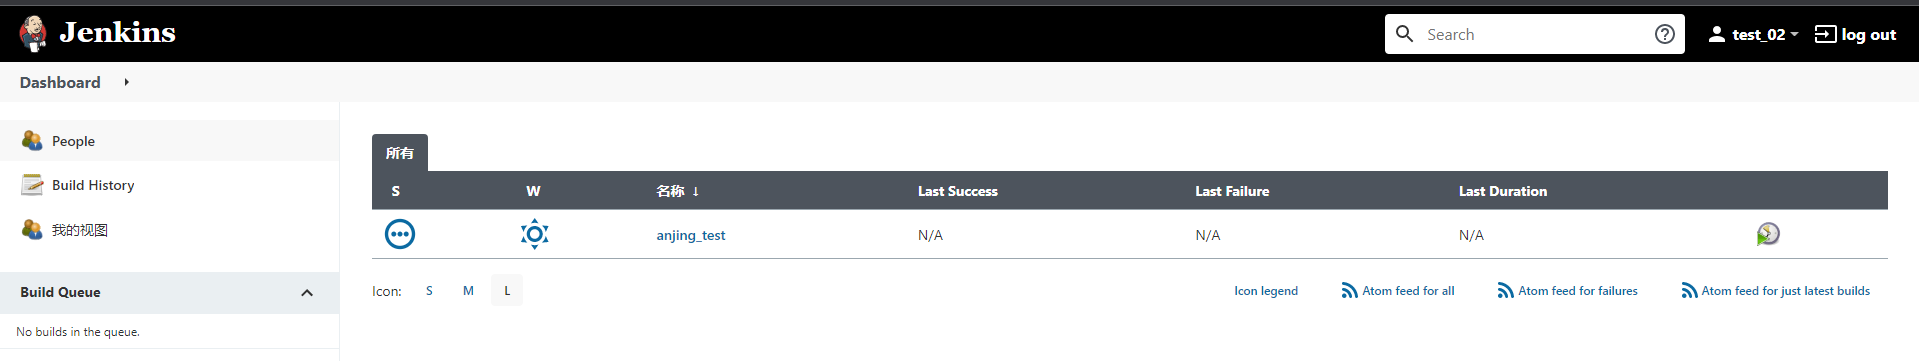 Jenkins
Search
test_02
log out
Dashboard
People
Build History
我的视图
Build Queue
No builds in the queue.
所有
S W 名称 ↓ Last Success Last Failure Last Duration
anjing_test N/A N/A N/A
Icon: S M L
Icon legend Atom feed for all Atom feed for failures Atom feed for just latest builds